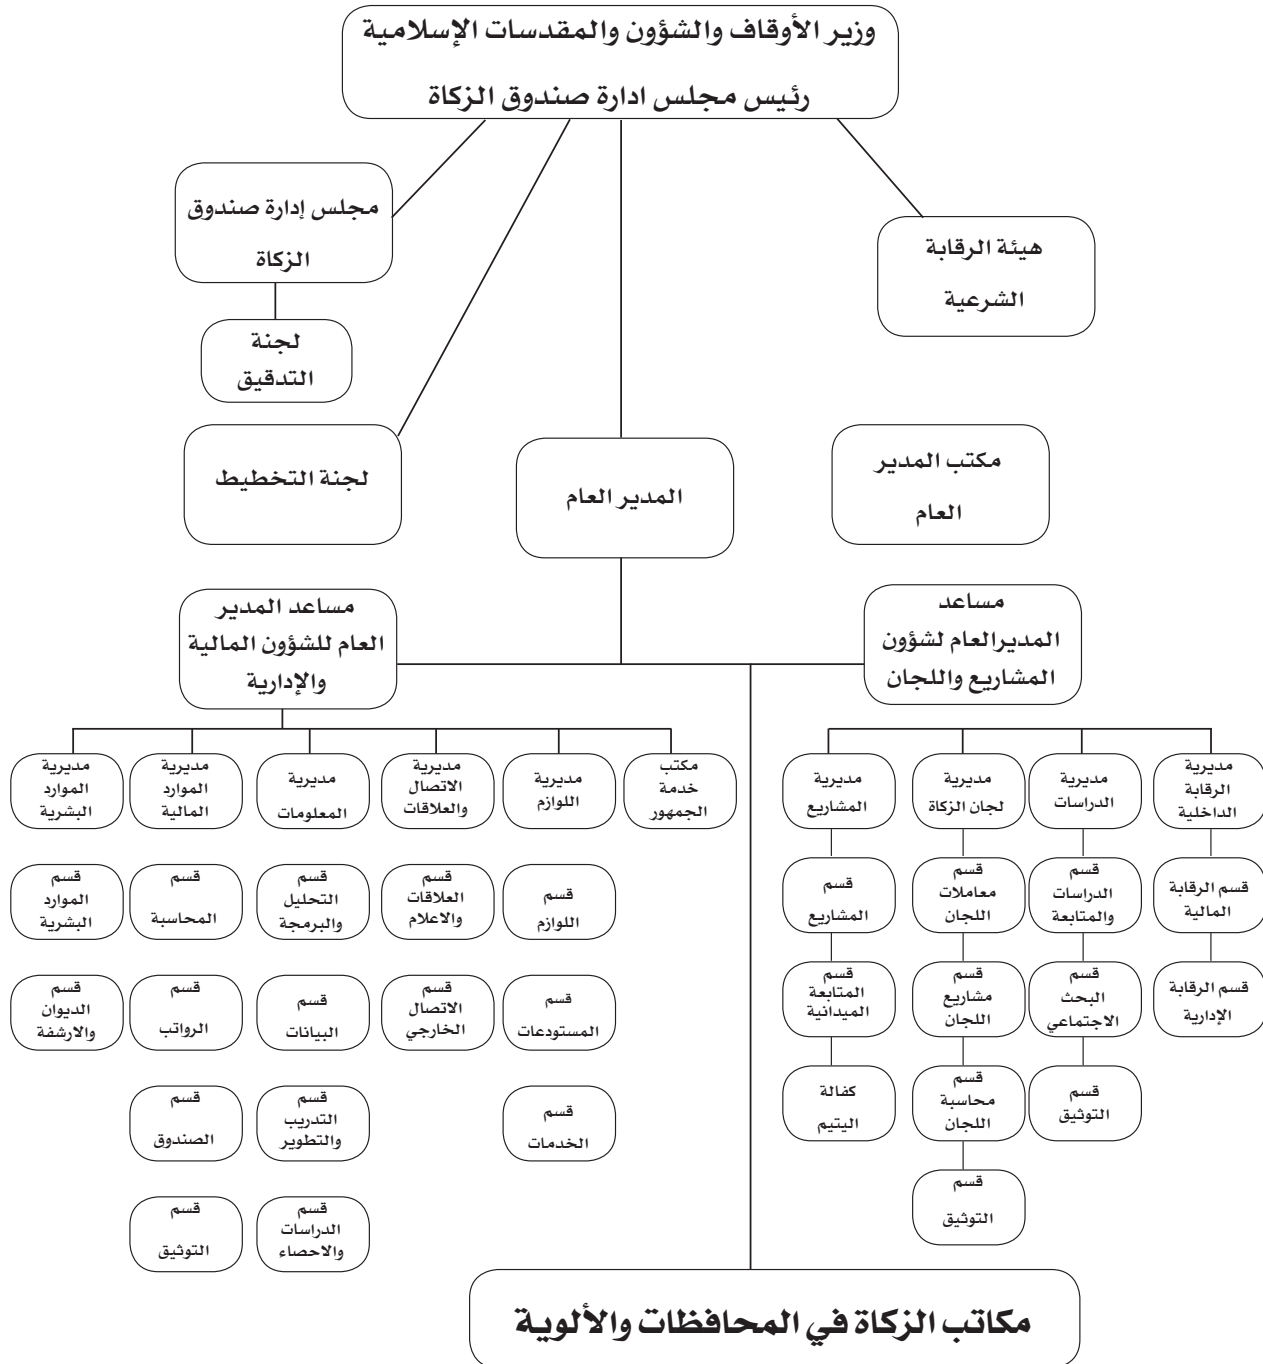 وزير الأوقاف والشؤون والمقدسات الإسلامية
رئيس مجلس ادارة صندوق الزكاة
مجلس إدارة صندوق
الزكاة
هيئة الرقابة
الشرعية
لجنة
التدقيق
مكتب المدير
العام
المدير العام
لجنة التخطيط
مساعد
المديرالعام لشؤون
المشاريع واللجان
مساعد المدير
العام للشؤون المالية
والإدارية
مديرية
الرقابة
الداخلية
مديرية
الدراسات
مديرية
لجان الزكاة
مديرية
المشاريع
مكتب
خدمة
الجمهور
مديرية
اللوازم
مديرية
الاتصال
والعلاقات
مديرية
المعلومات
مديرية
الموارد
المالية
مديرية
الموارد
البشرية
قسم الرقابة
المالية
قسم
الدراسات
والمتابعة
قسم
معاملات
اللجان
قسم
المشاريع
قسم
اللوازم
قسم
العلاقات
والاعلام
قسم
التحليل
والبرمجة
قسم
المحاسبة
قسم
الموارد
البشرية
قسم الرقابة
الإدارية
قسم
البحث
الاجتماعي
قسم
مشاريع
اللجان
قسم
المتابعة
الميدانية
قسم
المستودعات
قسم
الاتصال
الخارجي
قسم
البيانات
قسم
الرواتب
قسم
الديوان
والارشفة
قسم
التوثيق
قسم
محاسبة
اللجان
كفالة
اليتيم
قسم
الخدمات
قسم
التدريب
والتطوير
قسم
الصندوق
قسم
التوثيق
قسم
الدراسات
والاحصاء
قسم
التوثيق
مكاتب الزكاة في المحافظات والألوية